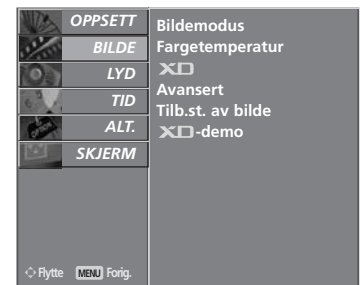 OPPSETT
BILDE
LYD
TID
ALT.
SKJERM
Bildemodus
Fargetemperatur
XD
Avansert
Tilb.st. av bilde
XD-demo
Flytte MENU Forig.